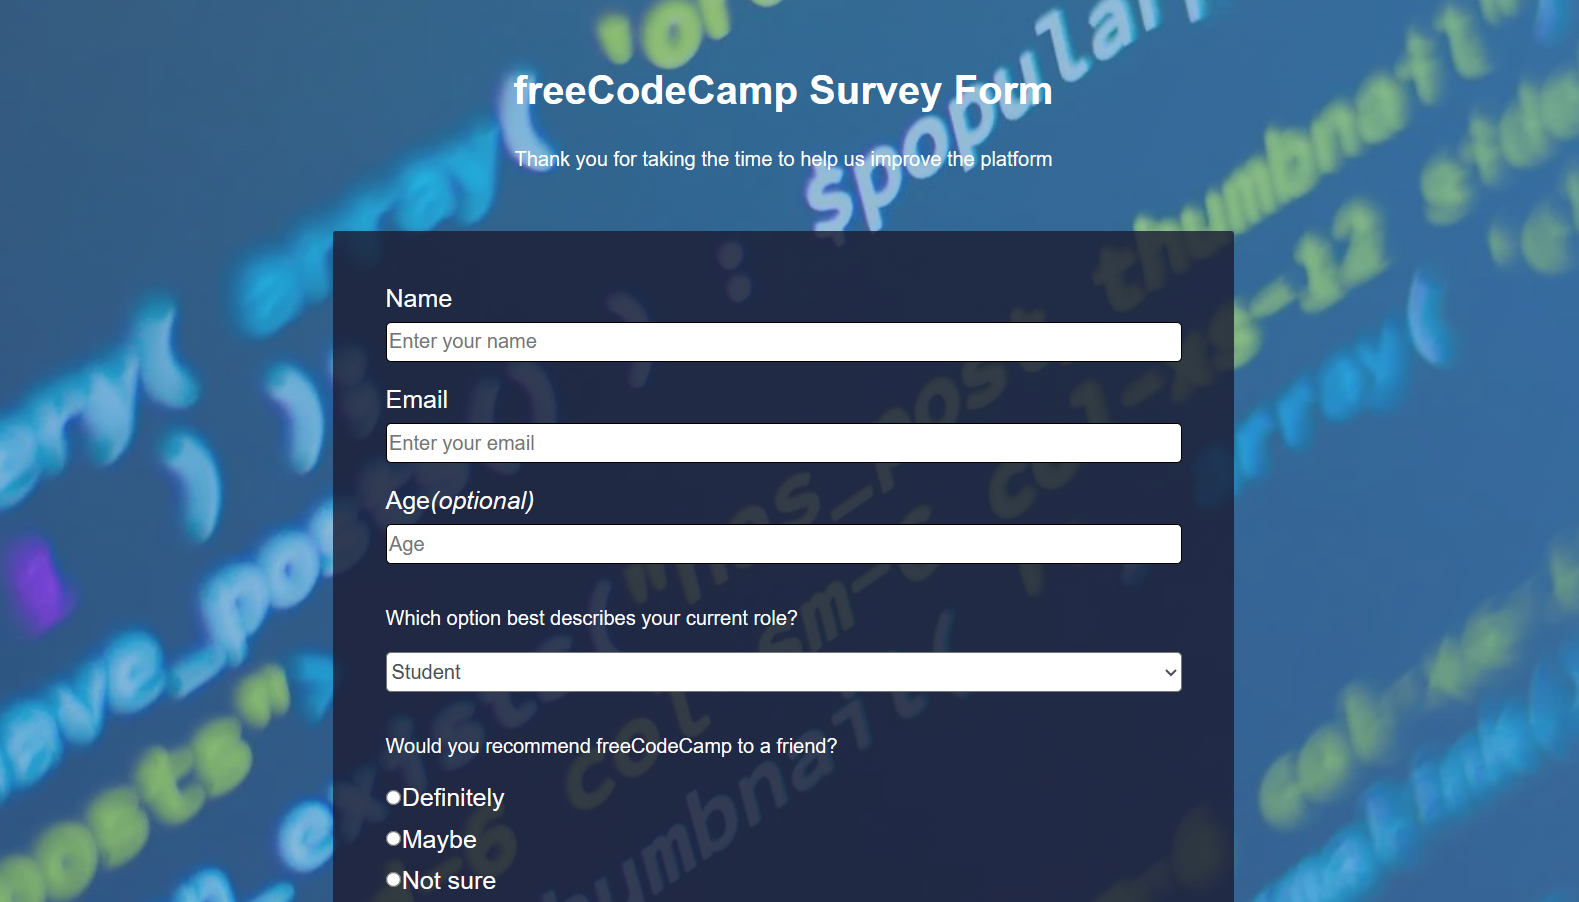 freeCodeCamp Survey Form
Thank you for taking the time to help us improve the platform
Name
Enter your name
Email
Enter your email
Age(optional)
Age
Which option best describes your current role?
Student
Would you recommend freeCodeCamp to a friend?
Definitely
Maybe
Not sure